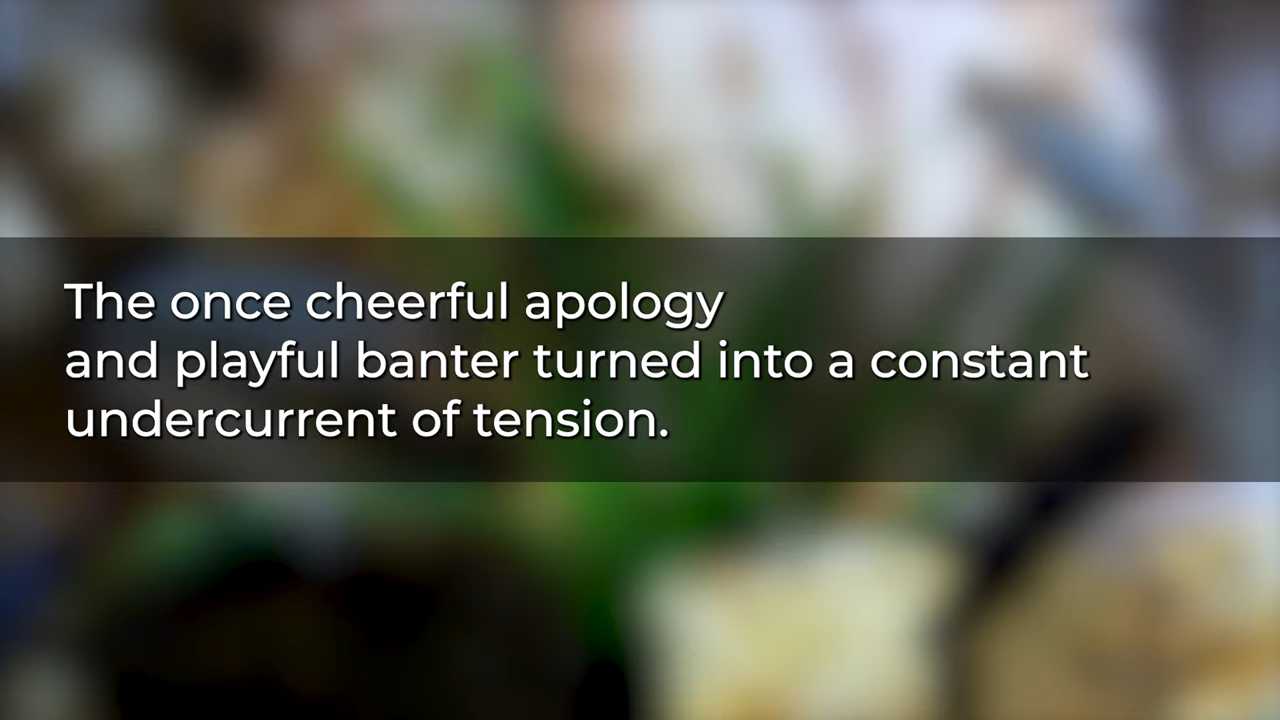 The once cheerful apology
and playful banter turned into a constant
undercurrent of tension.